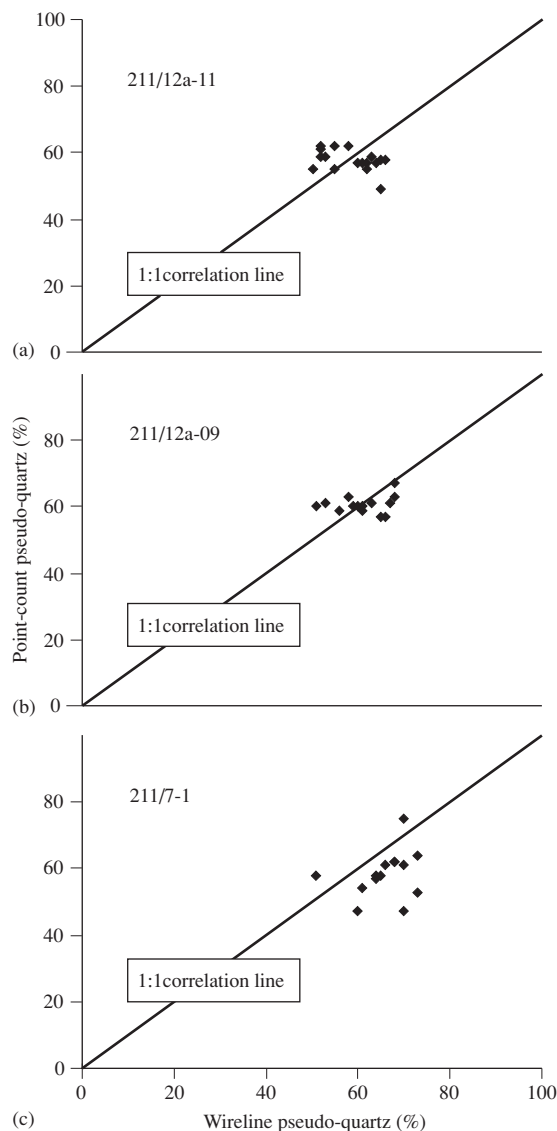 100
211/12a-11
80
60
40
1:1correlation line
20
(a)
0
211/12a-09
80
60
40
1:1correlation line
20
(b)
0
Point-count pseudo-quartz (%)
211/7-1
80
60
40
1:1correlation line
20
0
0 20 40 60 80 100
(c)
Wireline pseudo-quartz (%)